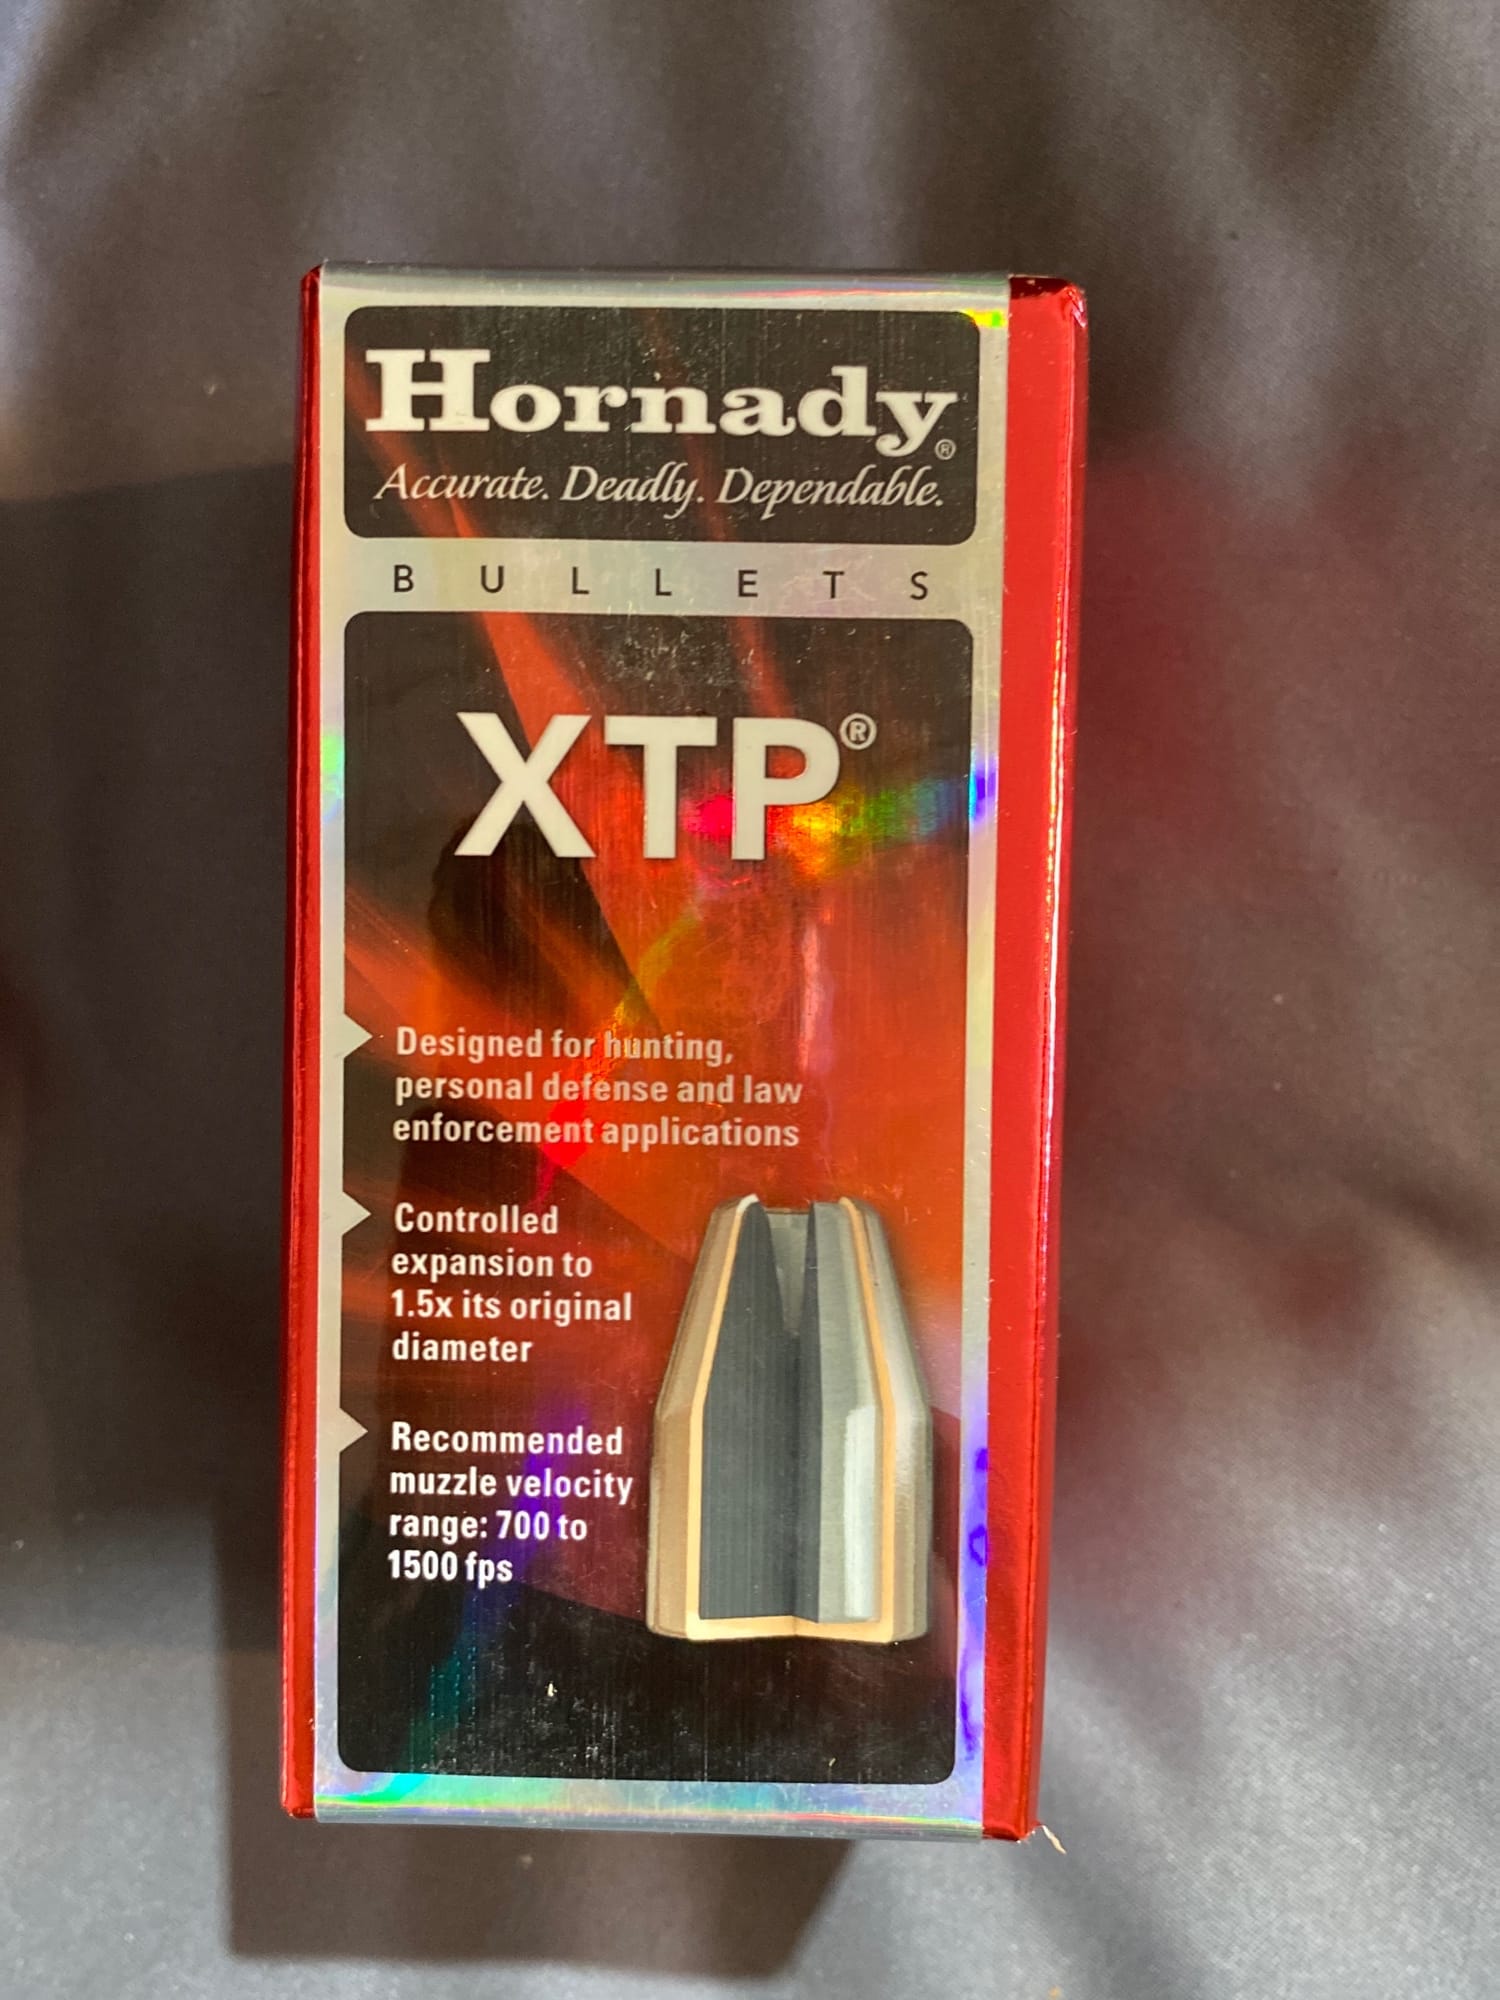 Hornady®
Accurate. Deadly. Dependable.
BULLETS
XTP®
Designed for hunting,
personal defense and law
enforcement applications
Controlled
expansion to
1.5x its original
diameter
Recommended
muzzle velocity
range: 700 to
1500 fps